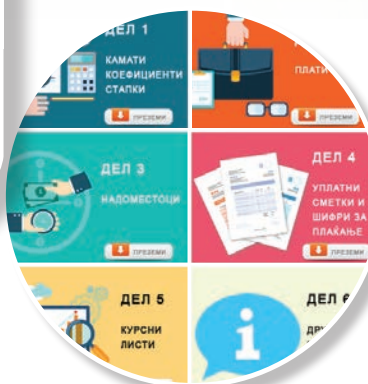 ДЕЛ 1
КАМАТИ
КОЕФИЦИЕНТИ
СТАПКИ
ПРЕЗЕМИ
ПЛАТИ
ПРЕЗЕМИ
ДЕЛ 3
НАДОМЕСТОЦИ
ПРЕЗЕМИ
ДЕЛ 4
УПЛАТНИ
СМЕТКИ И
ШИФРИ ЗА
ПЛАЌАЊЕ
ПРЕЗЕМИ
ДЕЛ 5
КУРСНИ
ЛИСТИ
ДЕЛ